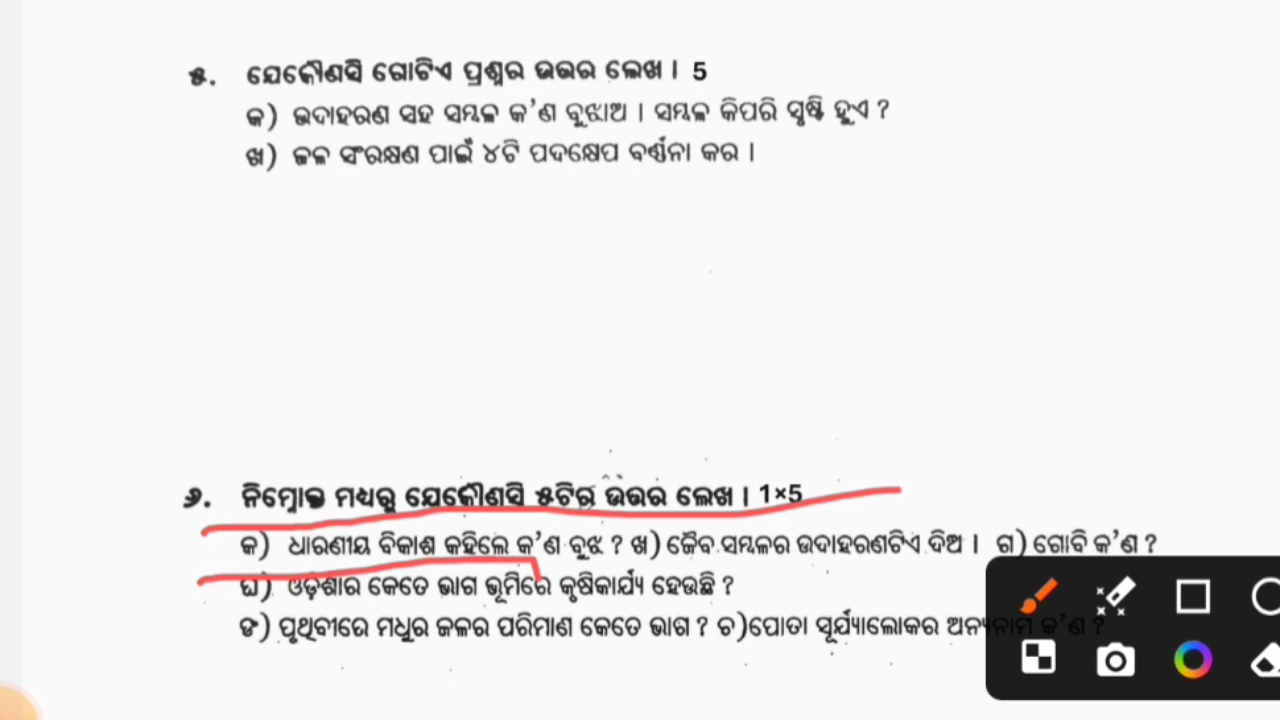 ୫. ଯେକୌଣସି ଗୋଟିଏ ପ୍ରଶ୍ନର ଉତ୍ତର ଲେଖ । 5
କ) ଉଦାହରଣ ସହ ସମ୍ବଳ କ'ଣ ବୁଝାଅ । ସମ୍ବଳ କିପରି ସୃଷ୍ଟି ହୁଏ ?
ଖ) ଜଳ ସଂରକ୍ଷଣ ପାଇଁ ୪ଟି ପଦକ୍ଷେପ ବର୍ଣ୍ଣନା କର ।
୬. ନିମ୍ନୋକ୍ତ ମଧ୍ୟରୁ ଯେକୌଣସି ୫ଟିର ଉତ୍ତର ଲେଖ । 1×5
କ) ଧାରଣୀୟ ବିକାଶ କହିଲେ କ'ଣ ବୁଝ ? ଖ) ଜୈବ ସମ୍ବଳର ଉଦାହରଣଟିଏ ଦିଅ । ଗ) ଗୋବି କ'ଣ ?
ଘ) ଓଡ଼ିଶାର କେତେ ଭାଗ ଭୂମିରେ କୃଷିକାର୍ଯ୍ୟ ହେଉଛି ?
ଙ) ପୃଥିବୀରେ ମଧୁର ଜଳର ପରିମାଣ କେତେ ଭାଗ ? ଚ)ପୋତା ସୂର୍ଯ୍ୟାଲୋକର ଅନ୍ୟନାମ କ'ଣ ?